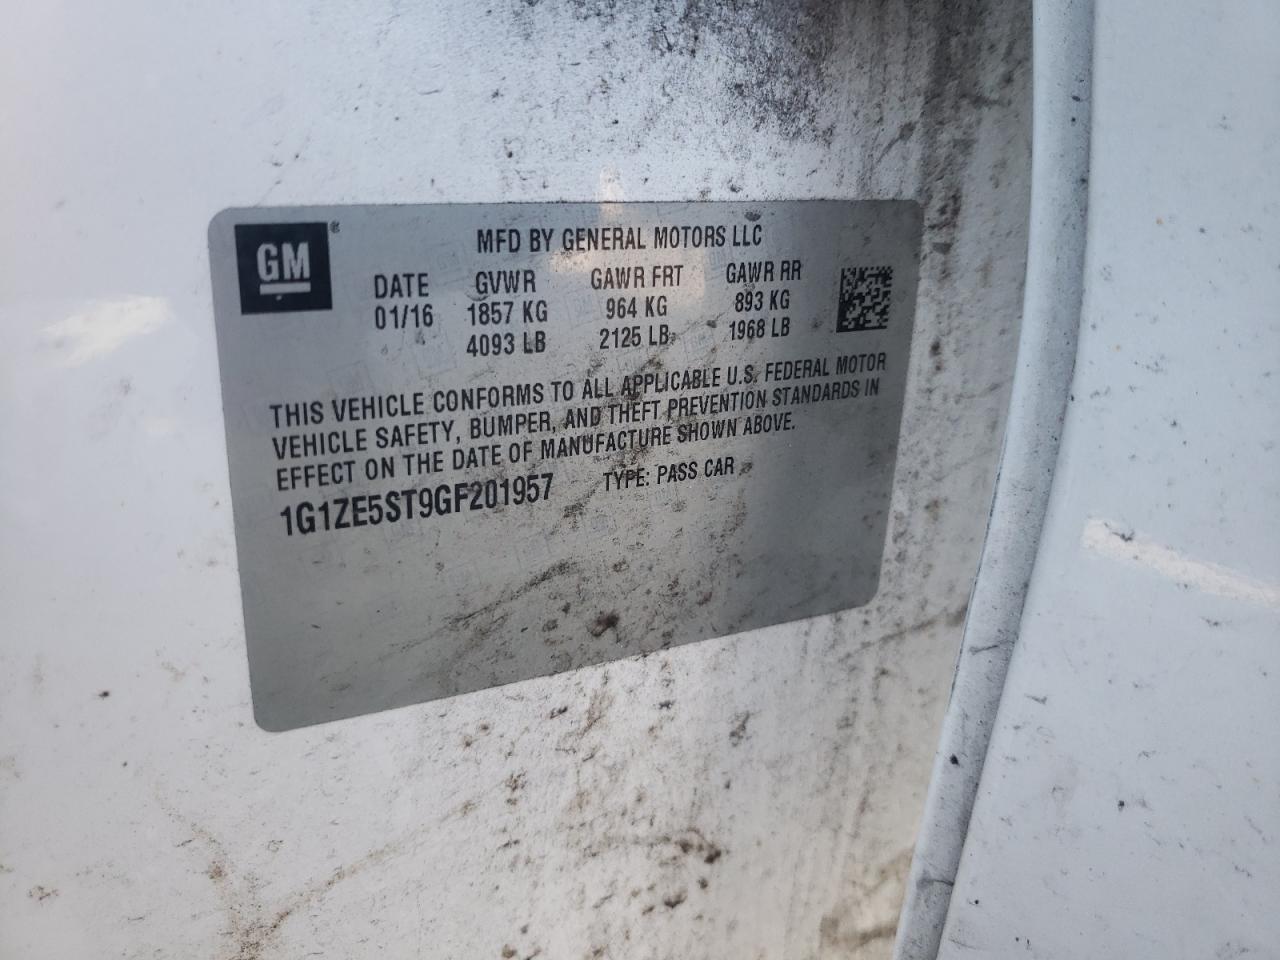 GM ®
MFD BY GENERAL MOTORS LLC
DATE GVWR GAWR FRT GAWR RR
01/16 1857 KG 964 KG 893 KG
4093 LB 2125 LB 1968 LB
THIS VEHICLE CONFORMS TO ALL APPLICABLE U.S. FEDERAL MOTOR
VEHICLE SAFETY, BUMPER, AND THEFT PREVENTION STANDARDS IN
EFFECT ON THE DATE OF MANUFACTURE SHOWN ABOVE.
1G1ZE5ST9GF201957 TYPE: PASS CAR